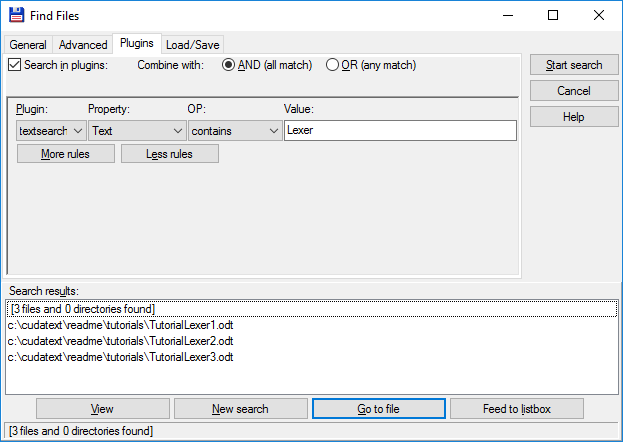 Find Files
General Advanced Plugins Load/Save
Search in plugins: Combine with: AND (all match) OR (any match)
Start search
Cancel
Help
Plugin: Property: OP: Value:
textsearch Text contains Lexer
More rules Less rules
Search results:
[3 files and 0 directories found]
c:\cudatext\readme\tutorials\TutorialLexer1.odt
c:\cudatext\readme\tutorials\TutorialLexer2.odt
c:\cudatext\readme\tutorials\TutorialLexer3.odt
View New search Go to file Feed to listbox
[3 files and 0 directories found]